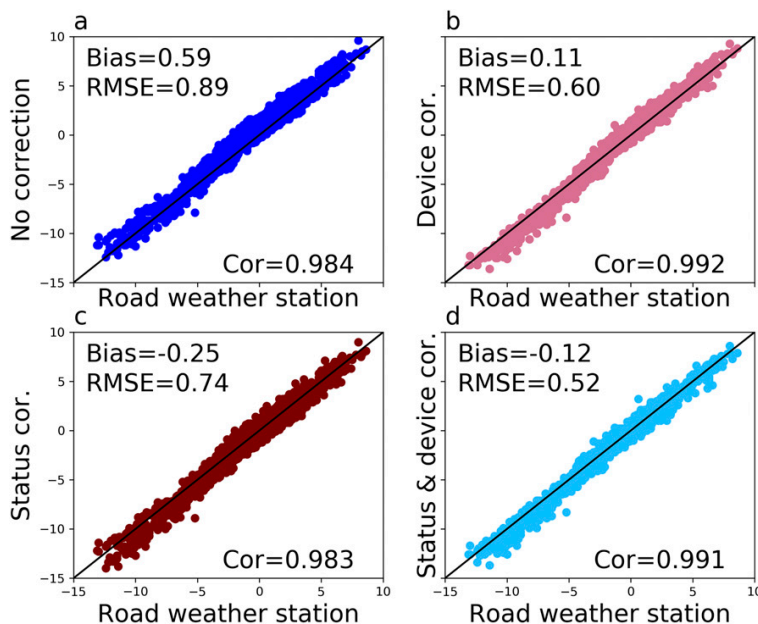 a
Bias=0.59
RMSE=0.89
Cor=0.984
No correction
Road weather station
10
5
0
−5
−10
−15
b
Bias=0.11
RMSE=0.60
Cor=0.992
Device cor.
Road weather station
c
Bias=-0.25
RMSE=0.74
Cor=0.983
Status cor.
10
5
0
−5
−10
−15
−15
−10
−5
0
5
10
Road weather station
d
Bias=-0.12
RMSE=0.52
Cor=0.991
Status & device cor.
−15
−10
−5
0
5
10
Road weather station